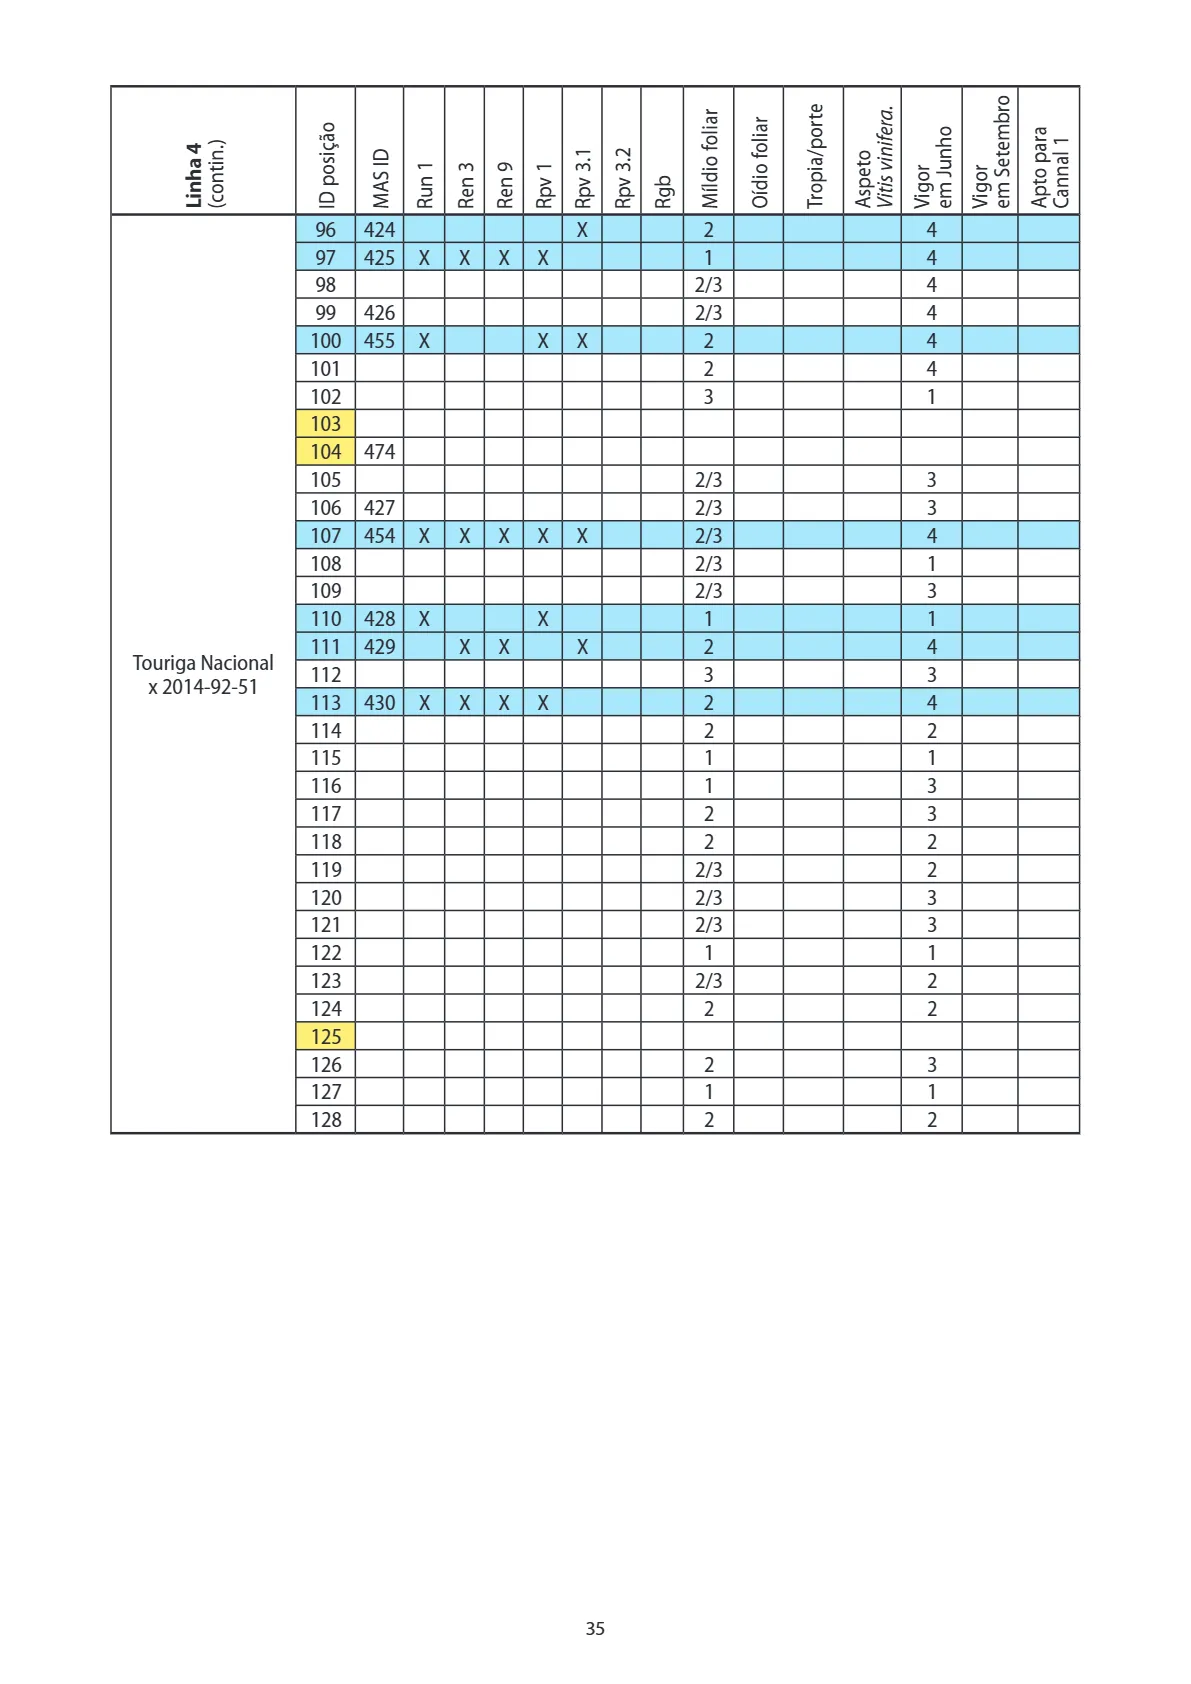 Linha 4
(contin.)
ID posição
MAS ID
Run 1
Ren 3
Ren 9
Rpv 1
Rpv 3.1
Rpv 3.2
Rgb
Míldio foliar
Oídio foliar
Tropia/porte
Aspeto
Vitis vinifera.
Vigor
em Junho
Vigor
em Setembro
Apto para
Cannal 1
Touriga Nacional
x 2014-92-51
96 424 X 2 4
97 425 X X X X 1 4
98 2/3 4
99 426 2/3 4
100 455 X X X 2 4
101 2 4
102 3 1
103
104 474
105 2/3 3
106 427 2/3 3
107 454 X X X X X 2/3 4
108 2/3 1
109 2/3 3
110 428 X X 1 1
111 429 X X X 2 4
112 3 3
113 430 X X X X 2 4
114 2 2
115 1 1
116 1 3
117 2 3
118 2 2
119 2/3 2
120 2/3 3
121 2/3 3
122 1 1
123 2/3 2
124 2 2
125
126 2 3
127 1 1
128 2 2
35